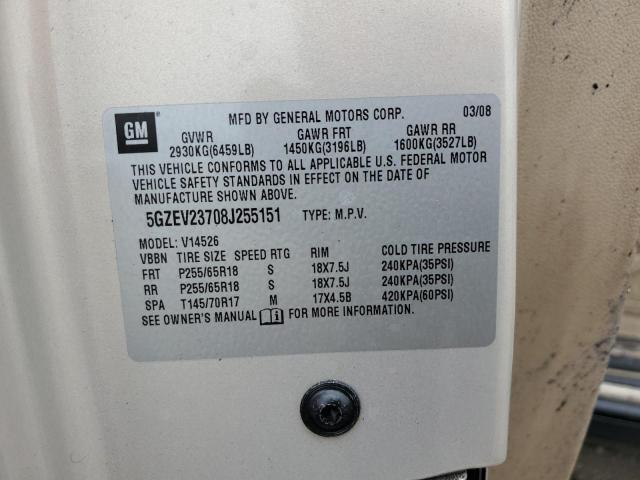 GM
MFD BY GENERAL MOTORS CORP. 03/08
GVWR GAWR FRT GAWR RR
2930KG(6459LB) 1450KG(3196LB) 1600KG(3527LB)
THIS VEHICLE CONFORMS TO ALL APPLICABLE U.S. FEDERAL MOTOR
VEHICLE SAFETY STANDARDS IN EFFECT ON THE DATE OF
MANUFACTURE SHOWN ABOVE.
5GZEV23708J255151 TYPE: M.P.V.
MODEL: V14526
VBBN TIRE SIZE SPEED RTG RIM COLD TIRE PRESSURE
FRT P255/65R18 S 18X7.5J 240KPA(35PSI)
RR P255/65R18 S 18X7.5J 240KPA(35PSI)
SPA T145/70R17 M 17X4.5B 420KPA(60PSI)
SEE OWNER'S MANUAL FOR MORE INFORMATION.